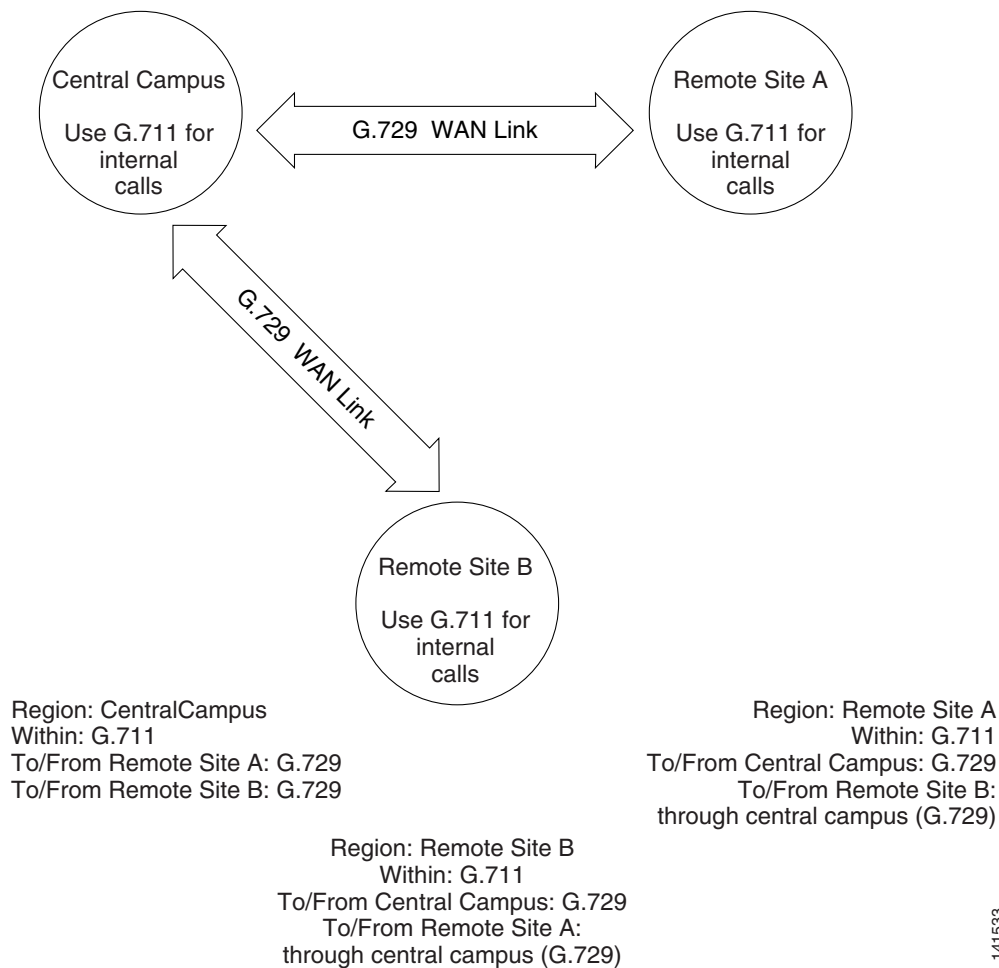 Central Campus
Use G.711 for
internal
calls
G.729 WAN Link
Remote Site A
Use G.711 for
internal
calls
G.729 WAN Link
Remote Site B
Use G.711 for
internal
calls
Region: CentralCampus
Within: G.711
To/From Remote Site A: G.729
To/From Remote Site B: G.729
Region: Remote Site A
Within: G.711
To/From Central Campus: G.729
To/From Remote Site B:
through central campus (G.729)
Region: Remote Site B
Within: G.711
To/From Central Campus: G.729
To/From Remote Site A:
through central campus (G.729)
141533